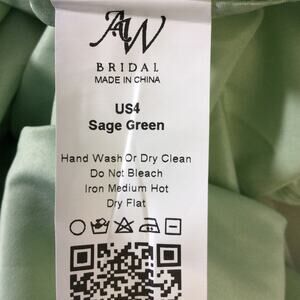 AW
BRIDAL
MADE IN CHINA
US4
Sage Green
Hand Wash Or Dry Clean
Do Not Bleach
Iron Medium Hot
Dry Flat